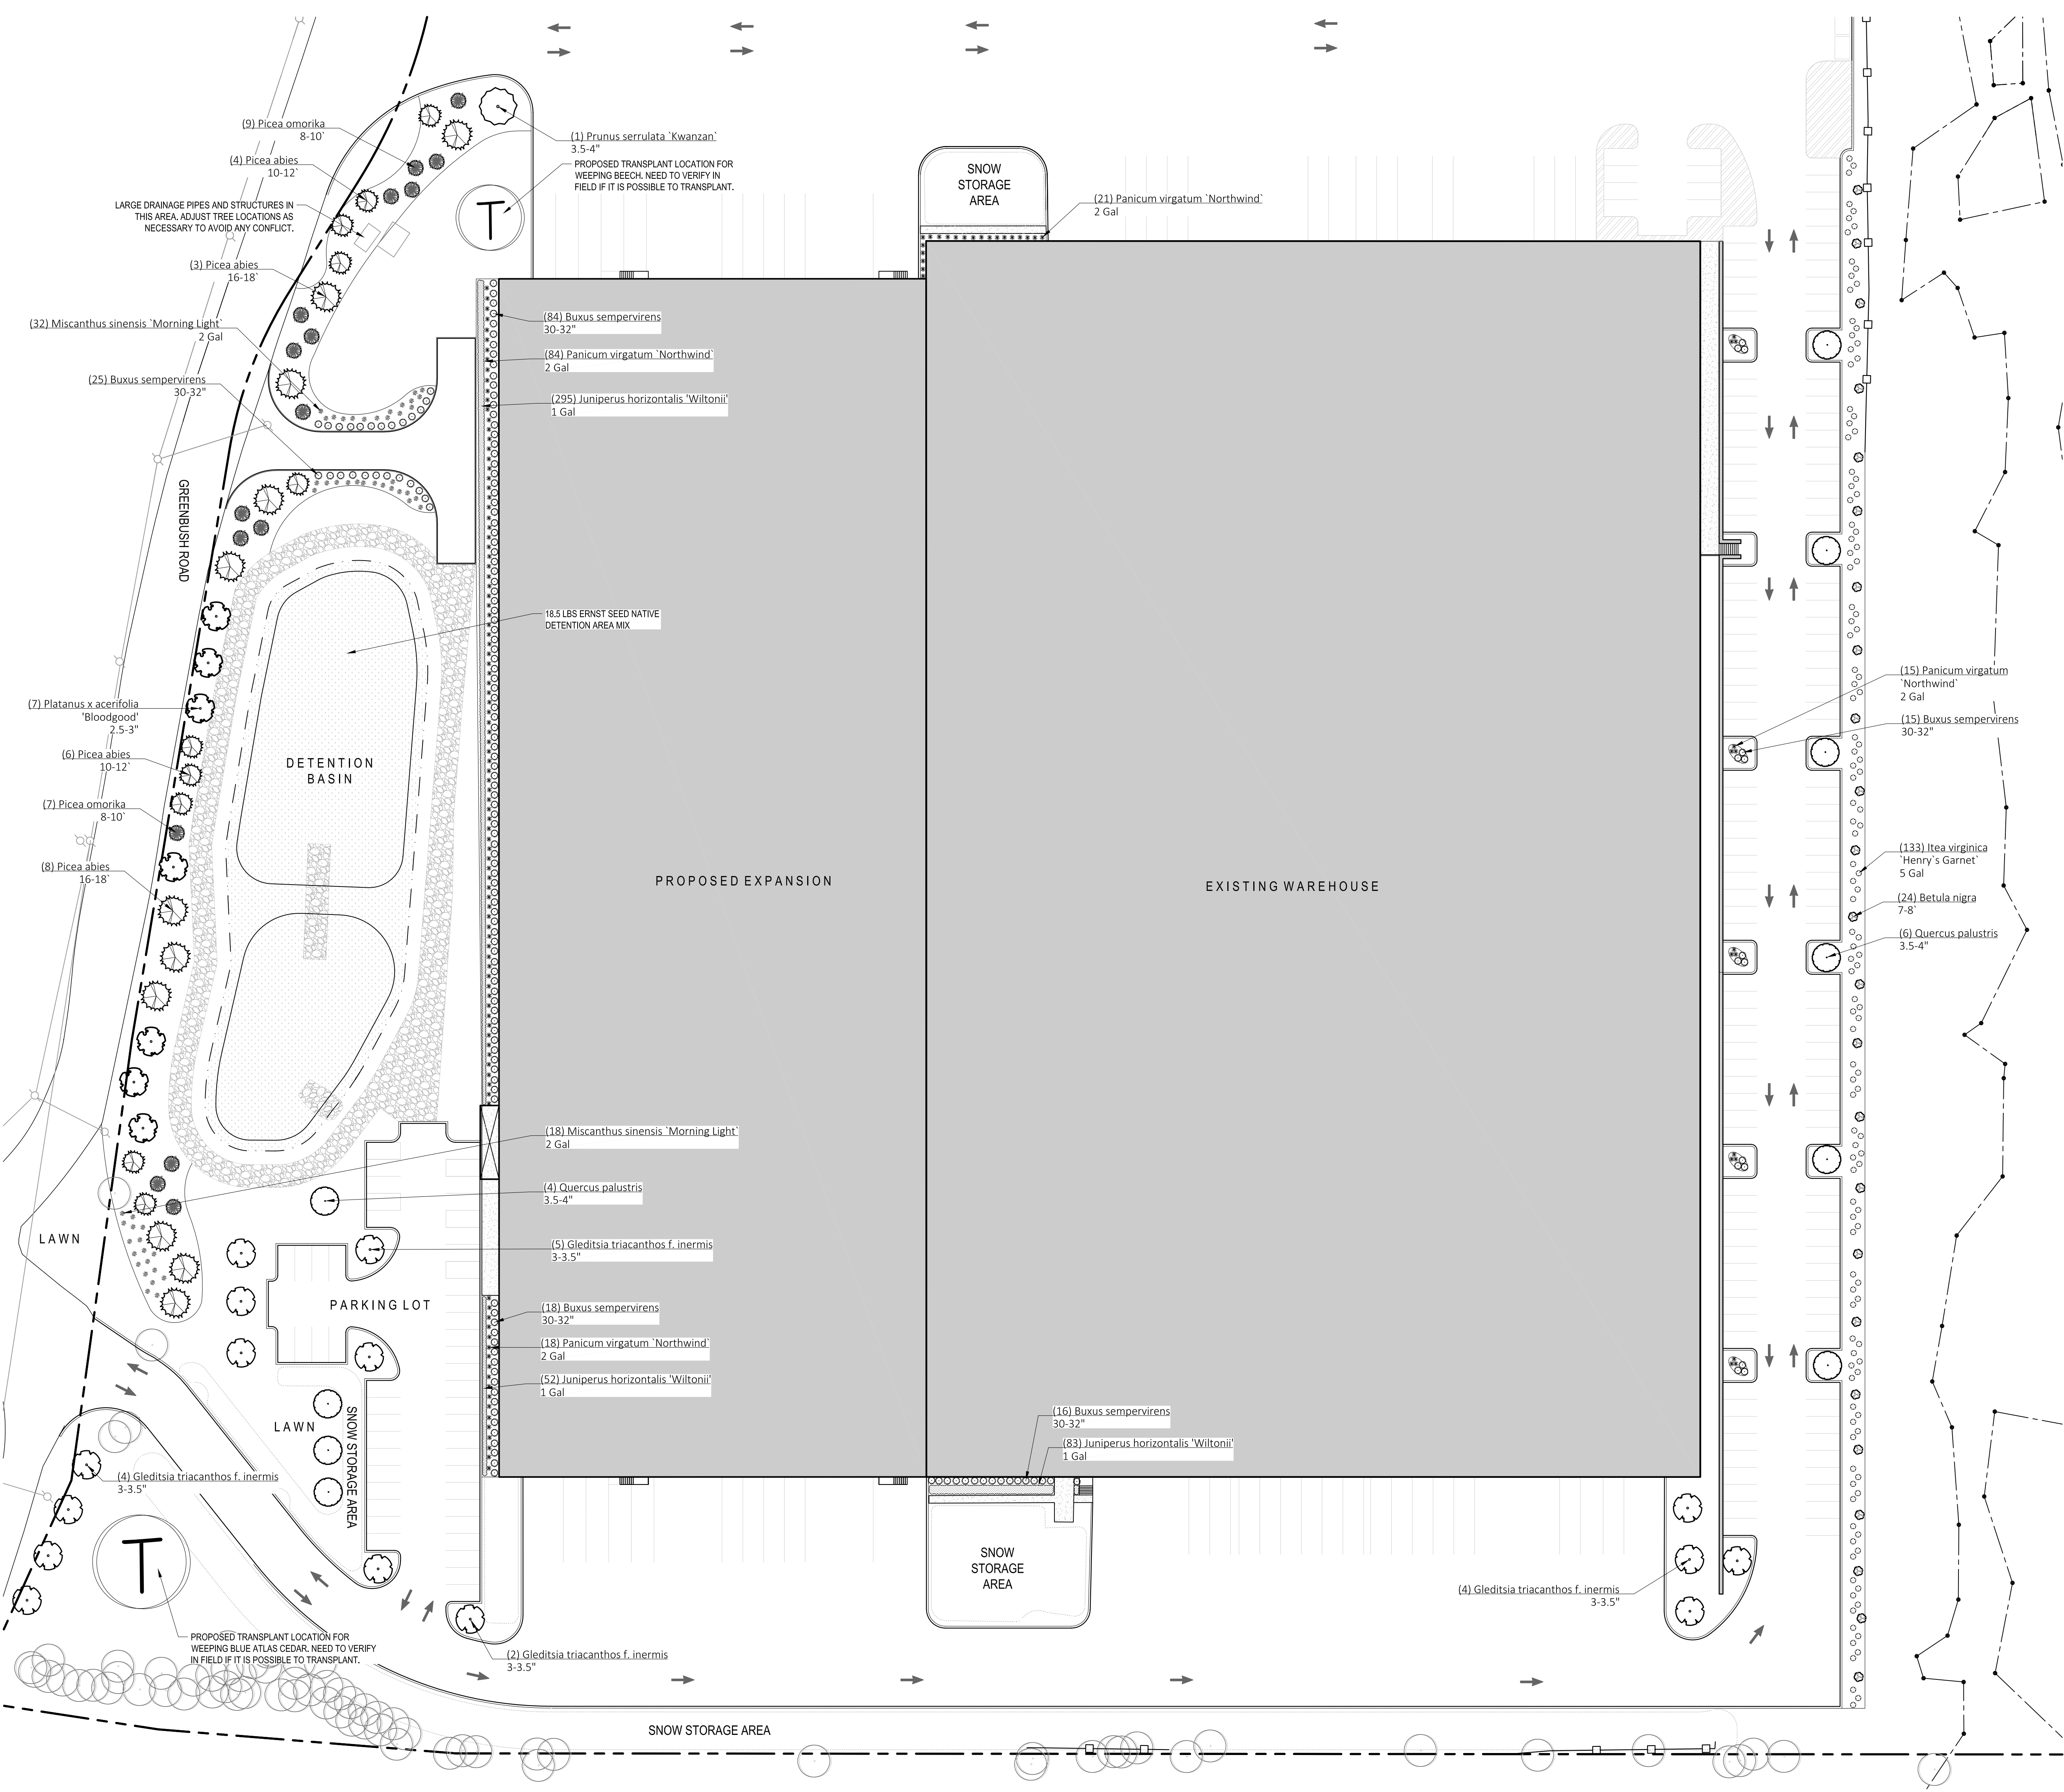 (9) Picea omorika
8-10`
(4) Picea abies
10-12`
LARGE DRAINAGE PIPES AND STRUCTURES IN
THIS AREA. ADJUST TREE LOCATIONS AS
NECESSARY TO AVOID ANY CONFLICT.
(3) Picea abies
16-18`
(32) Miscanthus sinensis `Morning Light`
2 Gal
(25) Buxus sempervirens
30-32"
GREENBUSH ROAD
(7) Platanus x acerifolia
'Bloodgood'
2.5-3"
(6) Picea abies
10-12`
(7) Picea omorika
8-10`
(8) Picea abies
16-18`
(1) Prunus serrulata `Kwanzan`
3.5-4"
PROPOSED TRANSPLANT LOCATION FOR
WEEPING BEECH. NEED TO VERIFY IN
FIELD IF IT IS POSSIBLE TO TRANSPLANT.
T
SNOW
STORAGE
AREA
(21) Panicum virgatum `Northwind`
2 Gal
(84) Buxus sempervirens
30-32"
(84) Panicum virgatum `Northwind`
2 Gal
(295) Juniperus horizontalis 'Wiltonii'
1 Gal
18.5 LBS ERNST SEED NATIVE
DETENTION AREA MIX
DETENTION
BASIN
PROPOSED EXPANSION
EXISTING WAREHOUSE
(15) Panicum virgatum
`Northwind`
2 Gal
(15) Buxus sempervirens
30-32"
(133) Itea virginica
`Henry`s Garnet`
5 Gal
(24) Betula nigra
7-8`
(6) Quercus palustris
3.5-4"
(18) Miscanthus sinensis `Morning Light`
2 Gal
(4) Quercus palustris
3.5-4"
(5) Gleditsia triacanthos f. inermis
3-3.5"
LAWN
PARKING LOT
(18) Buxus sempervirens
30-32"
(18) Panicum virgatum `Northwind`
2 Gal
(52) Juniperus horizontalis 'Wiltonii'
1 Gal
LAWN
SNOW STORAGE AREA
(16) Buxus sempervirens
30-32"
(83) Juniperus horizontalis 'Wiltonii'
1 Gal
(4) Gleditsia triacanthos f. inermis
3-3.5"
T
SNOW
STORAGE
AREA
(4) Gleditsia triacanthos f. inermis
3-3.5"
PROPOSED TRANSPLANT LOCATION FOR
WEEPING BLUE ATLAS CEDAR. NEED TO VERIFY
IN FIELD IF IT IS POSSIBLE TO TRANSPLANT.
(2) Gleditsia triacanthos f. inermis
3-3.5"
SNOW STORAGE AREA